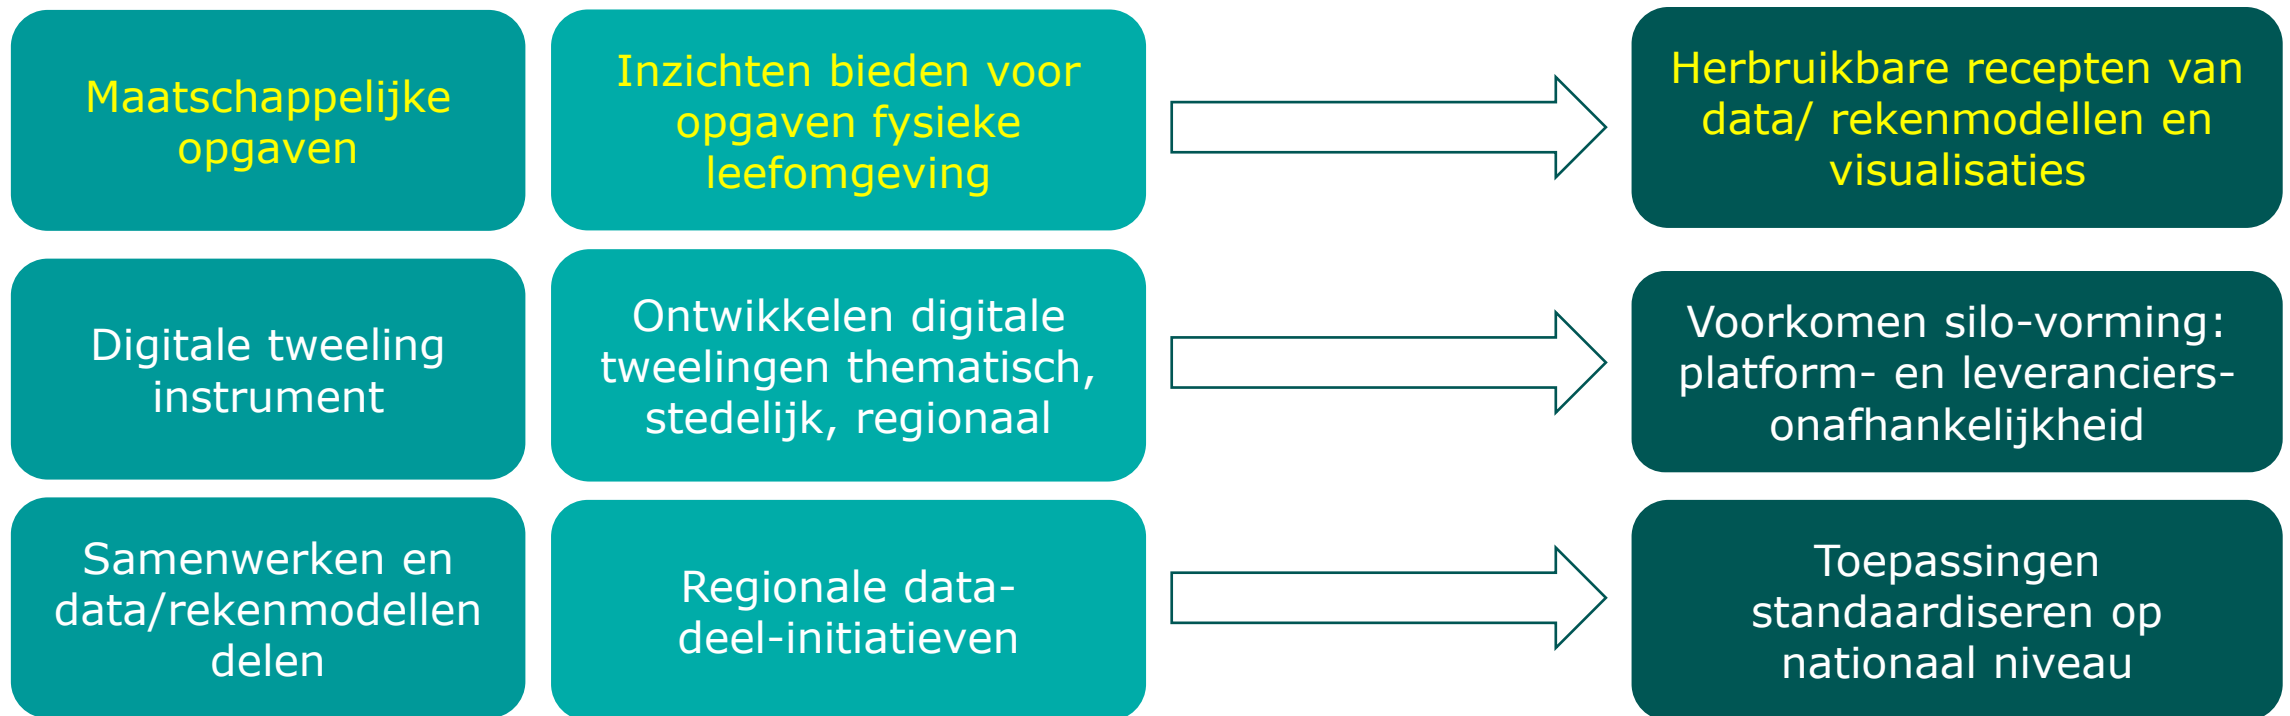 Maatschappelijke
opgaven
Inzichten bieden voor
opgaven fysieke
leefomgeving
Herbruikbare recepten van
data/ rekenmodellen en
visualisaties
Digitale tweeling
instrument
Ontwikkelen digitale
tweelingen thematisch,
stedelijk, regionaal
Voorkomen silo-vorming:
platform- en leveranciers-
onafhankelijkheid
Samenwerken en
data/rekenmodellen
delen
Regionale data-
deel-initiatieven
Toepassingen
standaardiseren op
nationaal niveau